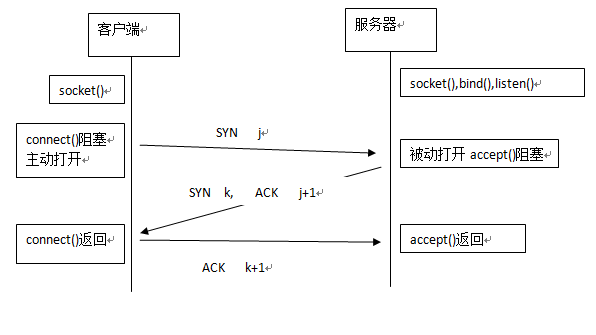 客户端
服务器
socket()
socket(),bind(),listen()
connect()阻塞
主动打开
SYN j
被动打开 accept()阻塞
SYN k, ACK j+1
connect()返回
accept()返回
ACK k+1